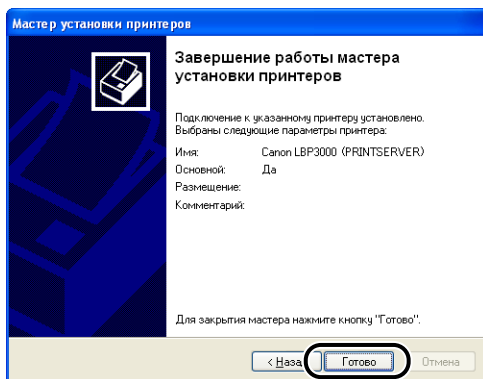 Мастер установки принтеров
Завершение работы мастера
установки принтеров
Подключение к указанному принтеру установлено.
Выбраны следующие параметры принтера:
Имя: Canon LBP3000 (PRINTSERVER)
Основной: Да
Размещение:
Комментарий:
Для закрытия мастера нажмите кнопку "Готово".
< Наза Готово Отмена